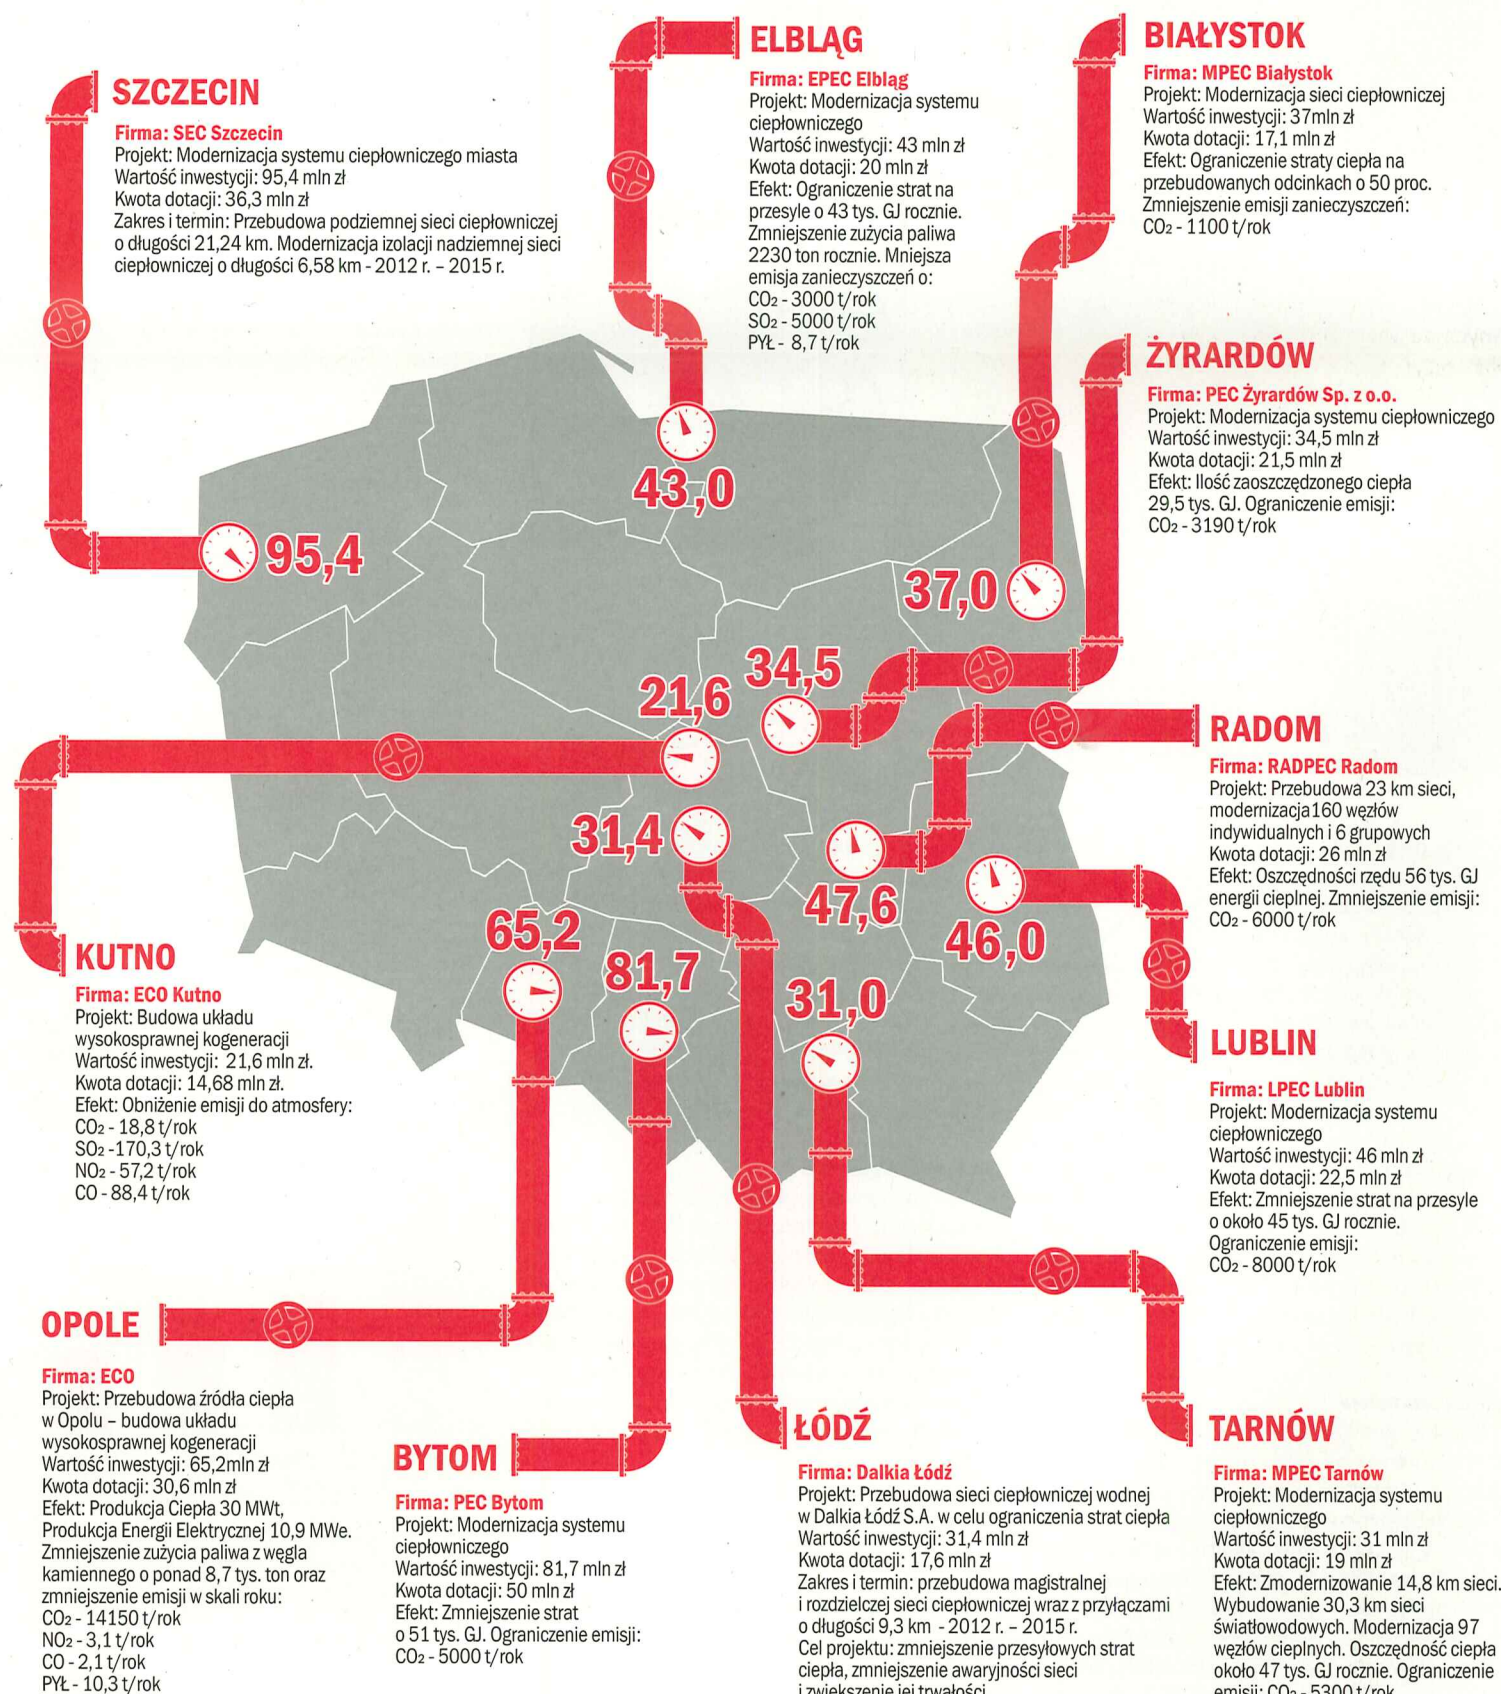 SZCZECIN
Firma: SEC Szczecin
Projekt: Modernizacja systemu ciepłowniczego miasta
Wartość inwestycji: 95,4 mln zł
Kwota dotacji: 36,3 mln zł
Zakres i termin: Przebudowa podziemnej sieci ciepłowniczej
o długości 21,24 km. Modernizacja izolacji nadziemnej sieci
ciepłowniczej o długości 6,58 km - 2012 r. – 2015 r.
ELBLĄG
Firma: EPEC Elbląg
Projekt: Modernizacja systemu
ciepłowniczego
Wartość inwestycji: 43 mln zł
Kwota dotacji: 20 mln zł
Efekt: Ograniczenie strat na
przesyle o 43 tys. GJ rocznie.
Zmniejszenie zużycia paliwa
2230 ton rocznie. Mniejsza
emisja zanieczyszczeń o:
CO₂ - 3000 t/rok
SO₂ - 5000 t/rok
PYŁ - 8,7 t/rok
BIAŁYSTOK
Firma: MPEC Białystok
Projekt: Modernizacja sieci ciepłowniczej
Wartość inwestycji: 37mln zł
Kwota dotacji: 17,1 mln zł
Efekt: Ograniczenie straty ciepła na
przebudowanych odcinkach o 50 proc.
Zmniejszenie emisji zanieczyszczeń:
CO₂ - 1100 t/rok
ŻYRARDÓW
Firma: PEC Żyrardów Sp. z o.o.
Projekt: Modernizacja systemu ciepłowniczego
Wartość inwestycji: 34,5 mln zł
Kwota dotacji: 21,5 mln zł
Efekt: Ilość zaoszczędzonego ciepła
29,5 tys. GJ. Ograniczenie emisji:
CO₂ - 3190 t/rok
43,0
95,4
37,0
34,5
21,6
31,4
47,6
46,0
65,2
81,7
31,0
RADOM
Firma: RADPEC Radom
Projekt: Przebudowa 23 km sieci,
modernizacja160 węzłów
indywidualnych i 6 grupowych
Kwota dotacji: 26 mln zł
Efekt: Oszczędności rzędu 56 tys. GJ
energii cieplnej. Zmniejszenie emisji:
CO₂ - 6000 t/rok
KUTNO
Firma: ECO Kutno
Projekt: Budowa układu
wysokosprawnej kogeneracji
Wartość inwestycji: 21,6 mln zł.
Kwota dotacji: 14,68 mln zł.
Efekt: Obniżenie emisji do atmosfery:
CO₂ - 18,8 t/rok
SO₂ -170,3 t/rok
NO₂ - 57,2 t/rok
CO - 88,4 t/rok
LUBLIN
Firma: LPEC Lublin
Projekt: Modernizacja systemu
ciepłowniczego
Wartość inwestycji: 46 mln zł
Kwota dotacji: 22,5 mln zł
Efekt: Zmniejszenie strat na przesyle
o około 45 tys. GJ rocznie.
Ograniczenie emisji:
CO₂ - 8000 t/rok
OPOLE
Firma: ECO
Projekt: Przebudowa źródła ciepła
w Opolu – budowa układu
wysokosprawnej kogeneracji
Wartość inwestycji: 65,2mln zł
Kwota dotacji: 30,6 mln zł
Efekt: Produkcja Ciepła 30 MWt,
Produkcja Energii Elektrycznej 10,9 MWe.
Zmniejszenie zużycia paliwa z węgla
kamiennego o ponad 8,7 tys. ton oraz
zmniejszenie emisji w skali roku:
CO₂ - 14150 t/rok
NO₂ - 3,1 t/rok
CO - 2,1 t/rok
PYŁ - 10,3 t/rok
BYTOM
Firma: PEC Bytom
Projekt: Modernizacja systemu
ciepłowniczego
Wartość inwestycji: 81,7 mln zł
Kwota dotacji: 50 mln zł
Efekt: Zmniejszenie strat
o 51 tys. GJ. Ograniczenie emisji:
CO₂ - 5000 t/rok
ŁÓDŹ
Firma: Dalkia Łódź
Projekt: Przebudowa sieci ciepłowniczej wodnej
w Dalkia Łódź S.A. w celu ograniczenia strat ciepła
Wartość inwestycji: 31,4 mln zł
Kwota dotacji: 17,6 mln zł
Zakres i termin: przebudowa magistralnej
i rozdzielczej sieci ciepłowniczej wraz z przyłączami
o długości 9,3 km - 2012 r. – 2015 r.
Cel projektu: zmniejszenie przesyłowych strat
ciepła, zmniejszenie awaryjności sieci
i zwiększenie jej trwałości
TARNÓW
Firma: MPEC Tarnów
Projekt: Modernizacja systemu
ciepłowniczego
Wartość inwestycji: 31 mln zł
Kwota dotacji: 19 mln zł
Efekt: Zmodernizowanie 14,8 km sieci.
Wybudowanie 30,3 km sieci
światłowodowych. Modernizacja 97
węzłów cieplnych. Oszczędność ciepła
około 47 tys. GJ rocznie. Ograniczenie
emisji: CO₂ - 5300 t/rok